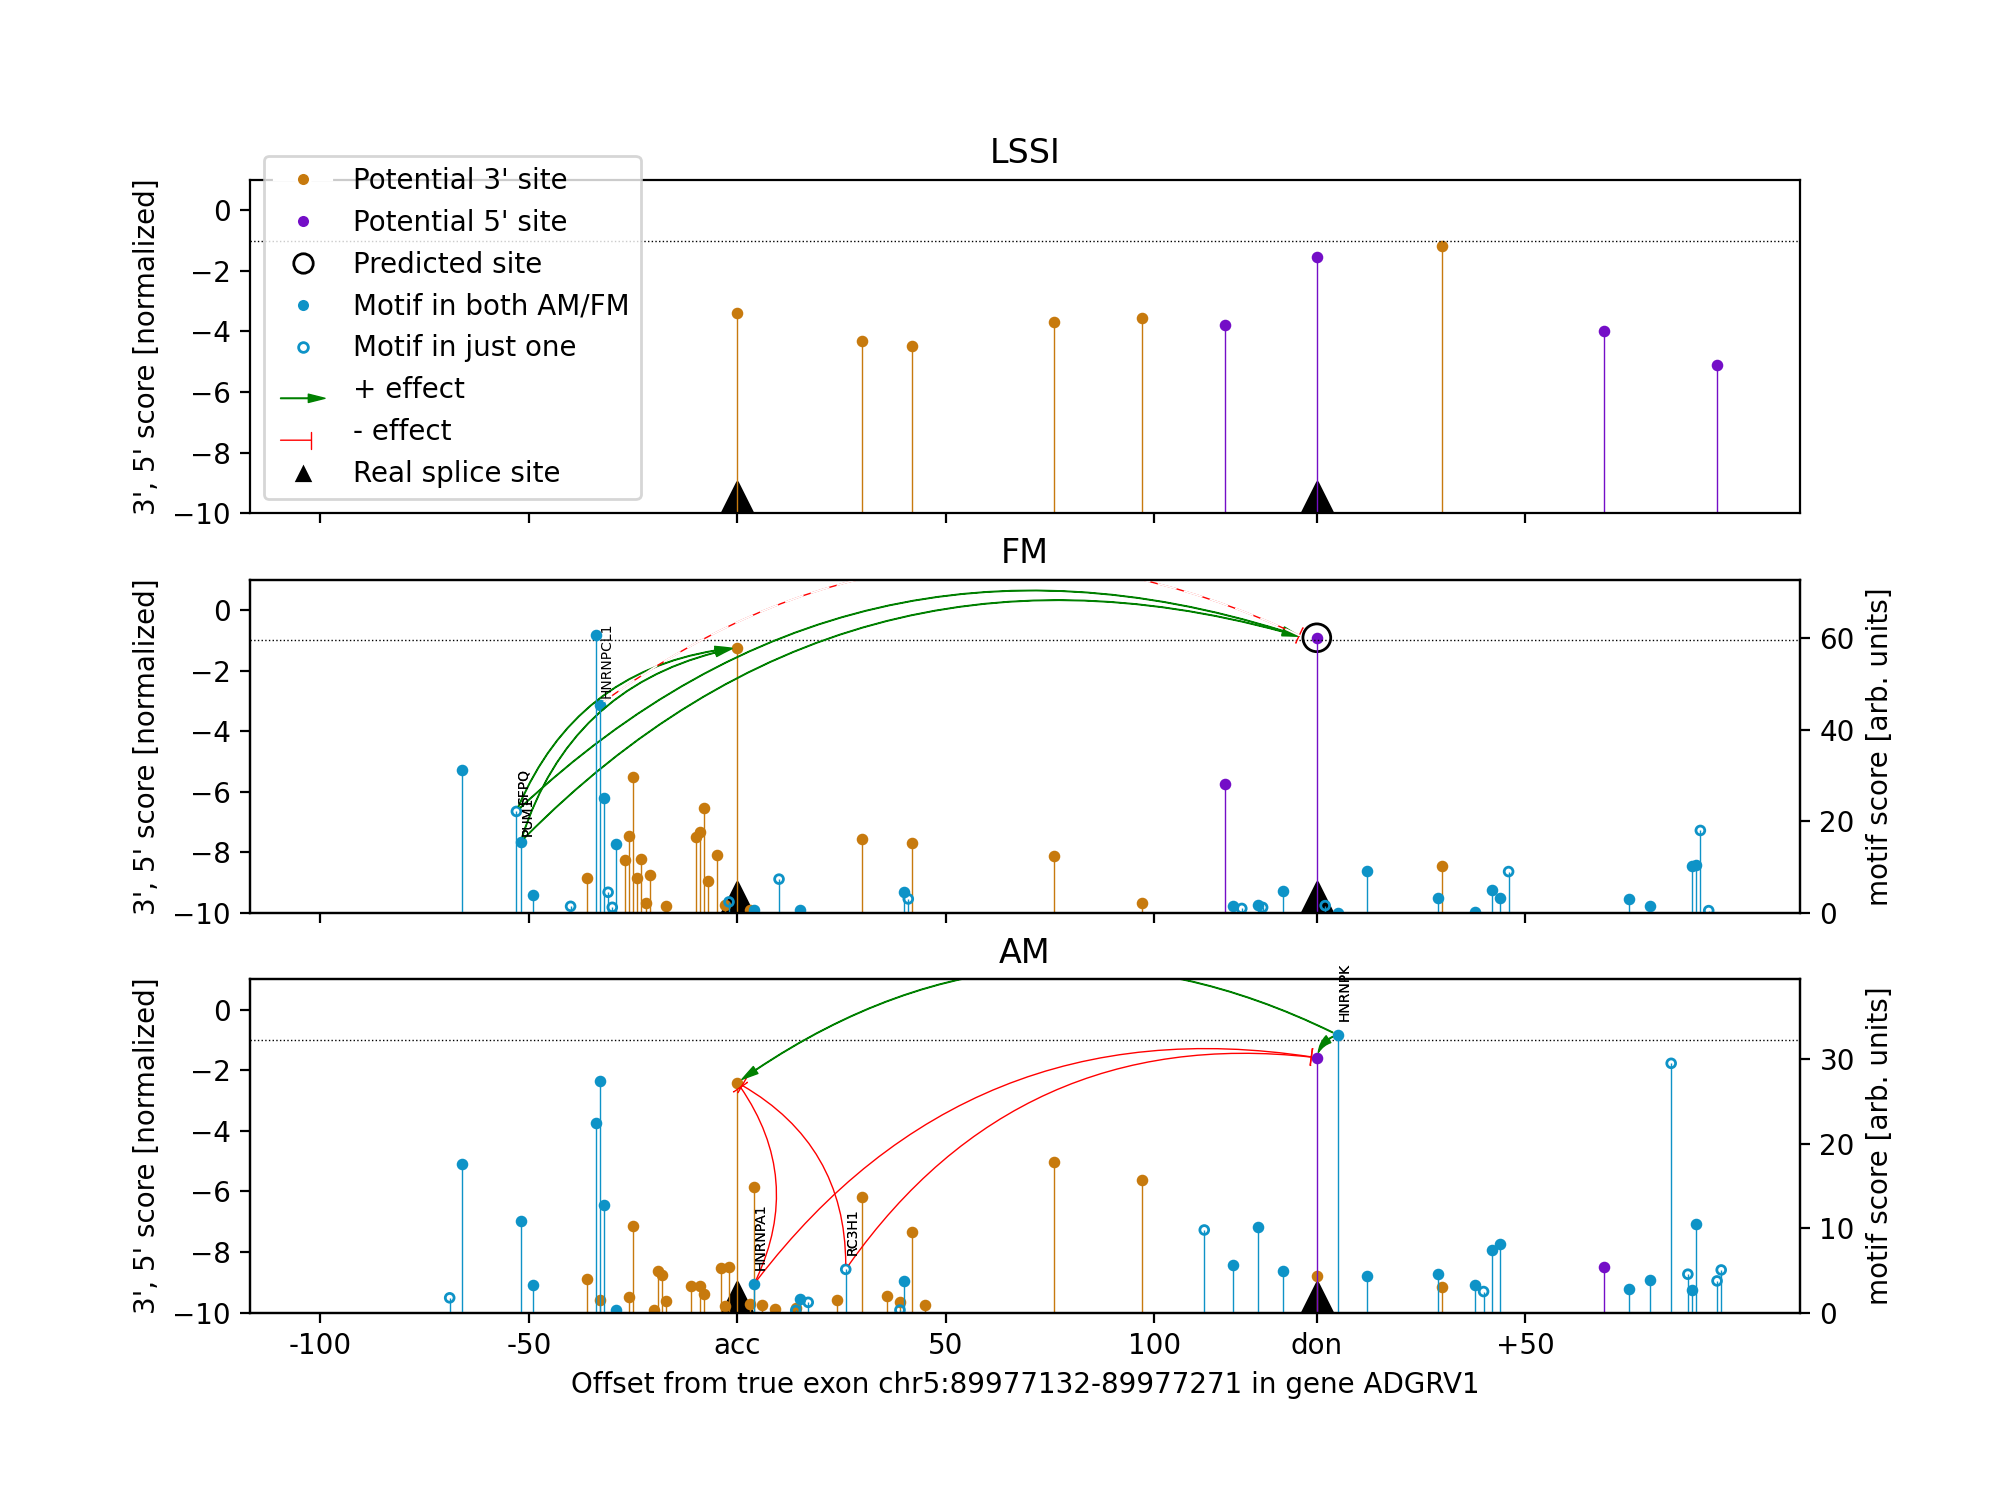 LSSI
3', 5' score [normalized]
0
−2
−4
−6
−8
−10
Potential 3' site
Potential 5' site
Predicted site
Motif in both AM/FM
Motif in just one
+ effect
- effect
Real splice site
FM
3', 5' score [normalized]
0
−2
−4
−6
−8
−10
SFPQ
PUM1
HNRNPCL1
60
40
20
0
motif score [arb. units]
AM
3', 5' score [normalized]
0
−2
−4
−6
−8
−10
HNRNPA1
RC3H1
HNRNPK
30
20
10
0
motif score [arb. units]
-100
-50
acc
50
100
don
+50
Offset from true exon chr5:89977132-89977271 in gene ADGRV1